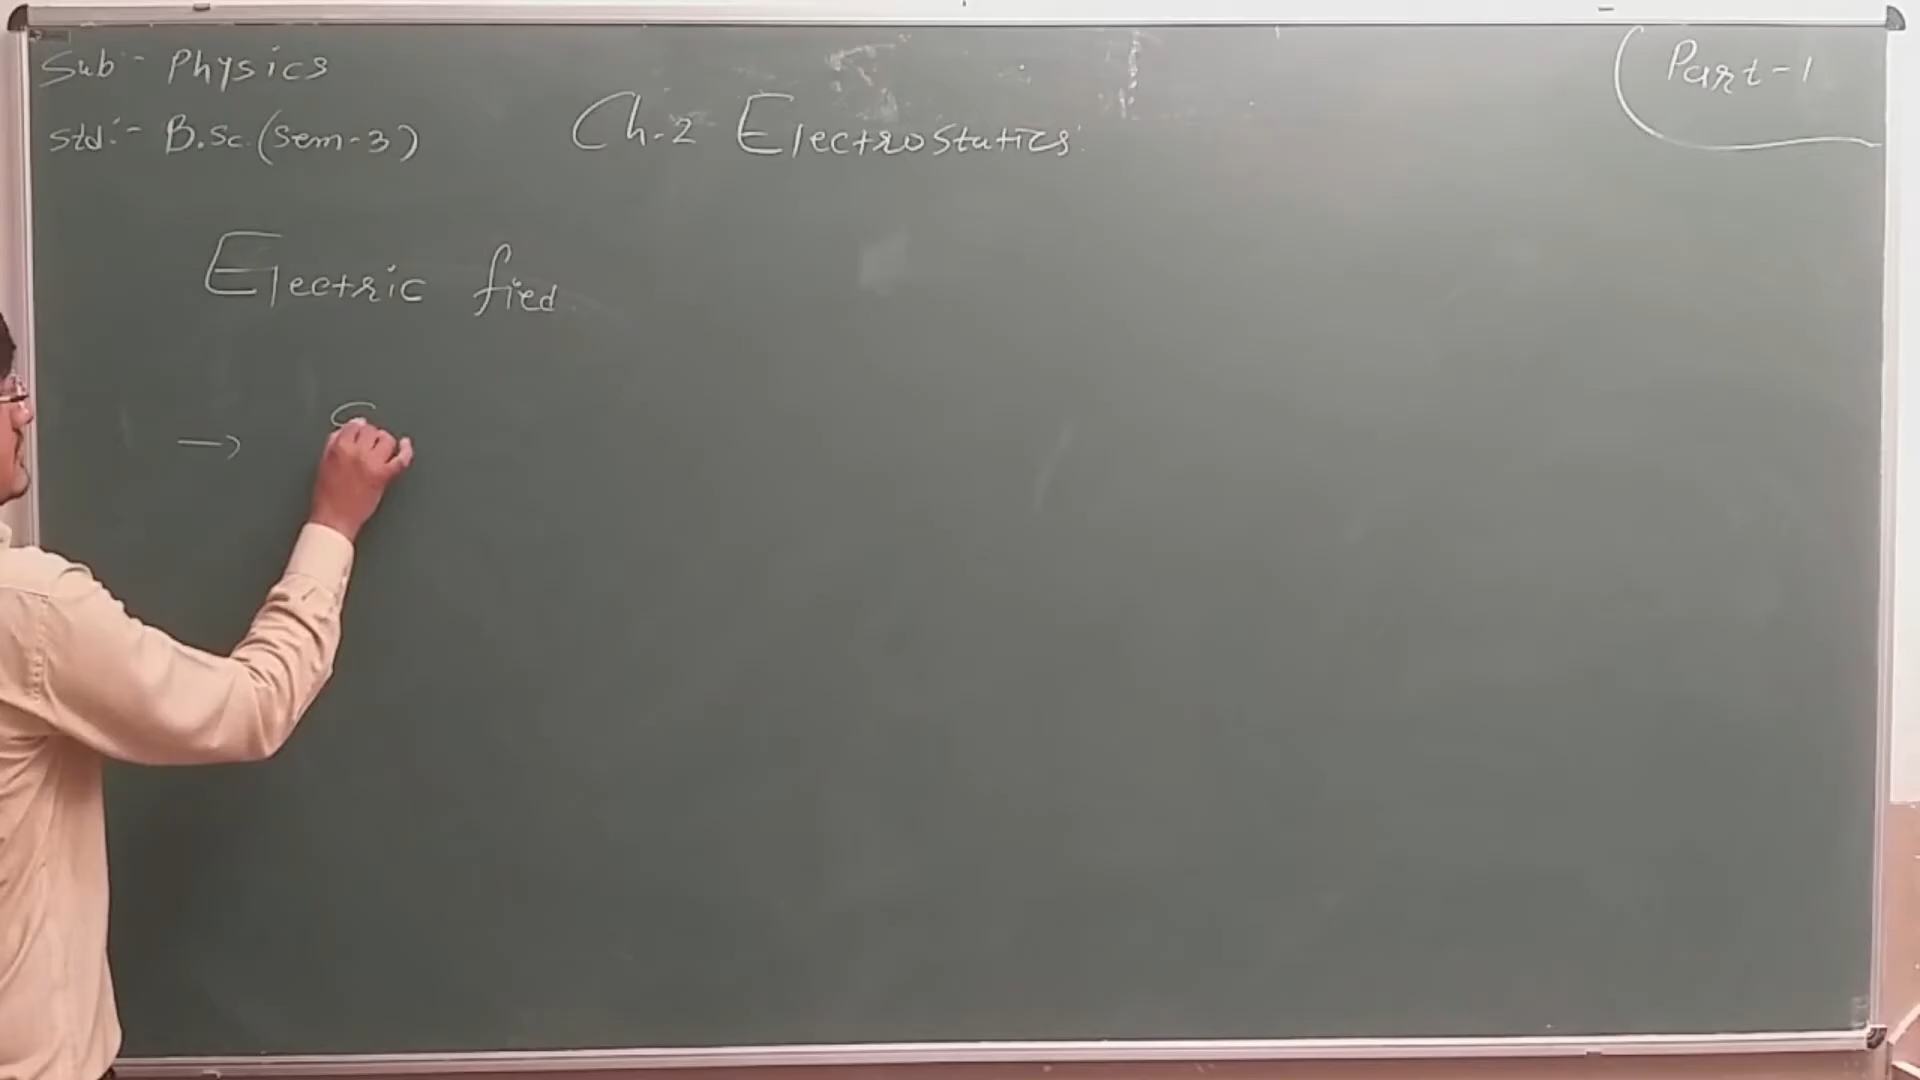 Sub - Physics
Part-1
Std:- B.Sc. (Sem-3)
Ch-2 Electrostatics
Electric fied
→